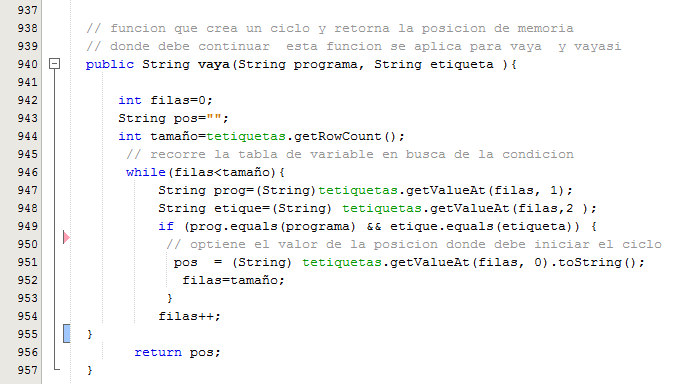 937
938 // funcion que crea un ciclo y retorna la posicion de memoria
939 // donde debe continuar  esta funcion se aplica para vaya  y vayasi
940 public String vaya(String programa, String etiqueta ){
941
942 int filas=0;
943 String pos="";
944 int tamaño=tetiquetas.getRowCount();
945 // recorre la tabla de variable en busca de la condicion
946 while(filas<tamaño){
947 String prog=(String)tetiquetas.getValueAt(filas, 1);
948 String etique=(String) tetiquetas.getValueAt(filas,2 );
949 if (prog.equals(programa) && etique.equals(etiqueta)) {
950 // optiene el valor de la posicion donde debe iniciar el ciclo
951 pos  = (String) tetiquetas.getValueAt(filas, 0).toString();
952 filas=tamaño;
953 }
954 filas++;
955 }
956 return pos;
957 }